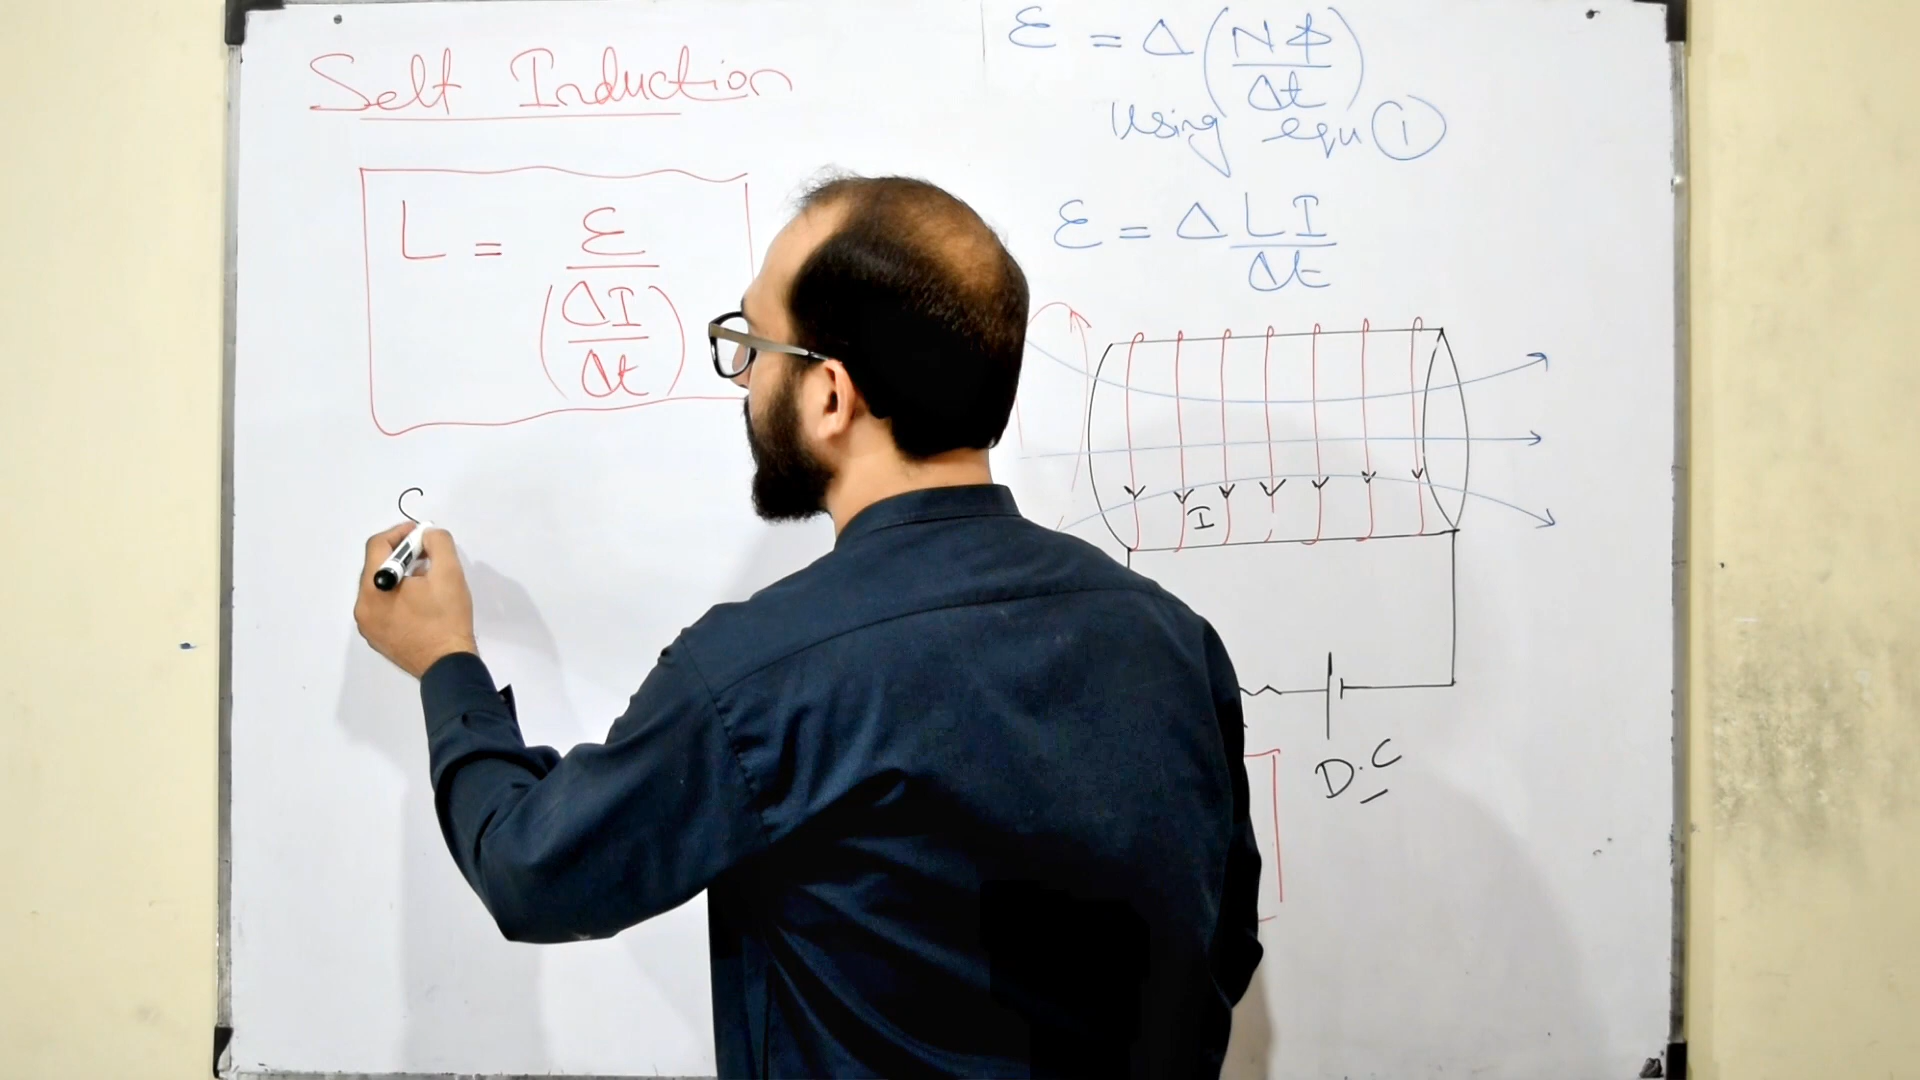 Self Induction
L = ε / (ΔI / Δt)
ε = Δ (NΦ / Δt)
Using equ (1)
ε = Δ LI / Δt
I
D.C